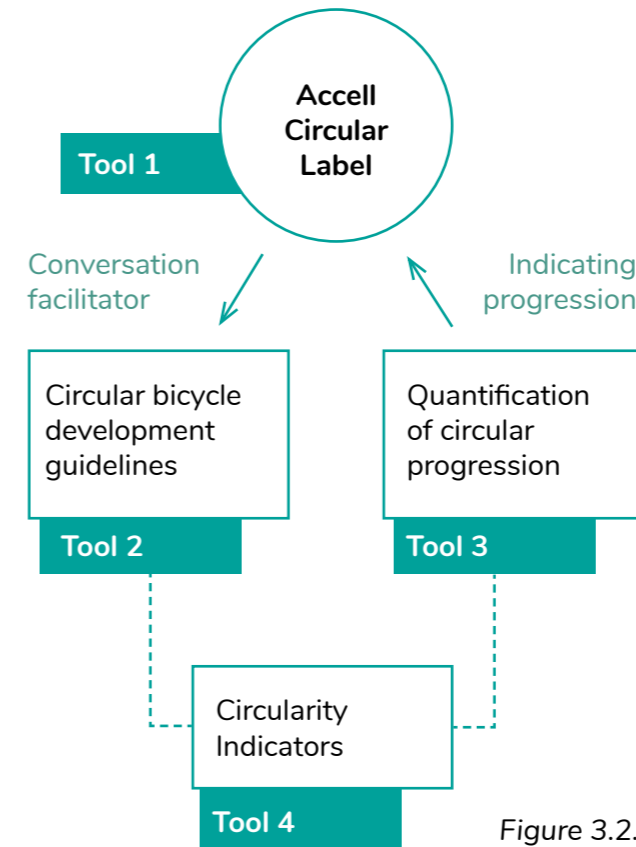 Accell
Circular
Label
Tool 1
Conversation
facilitator
Indicating
progression
Circular bicycle
development
guidelines
Tool 2
Quantification
of circular
progression
Tool 3
Circularity
Indicators
Tool 4
Figure 3.2.